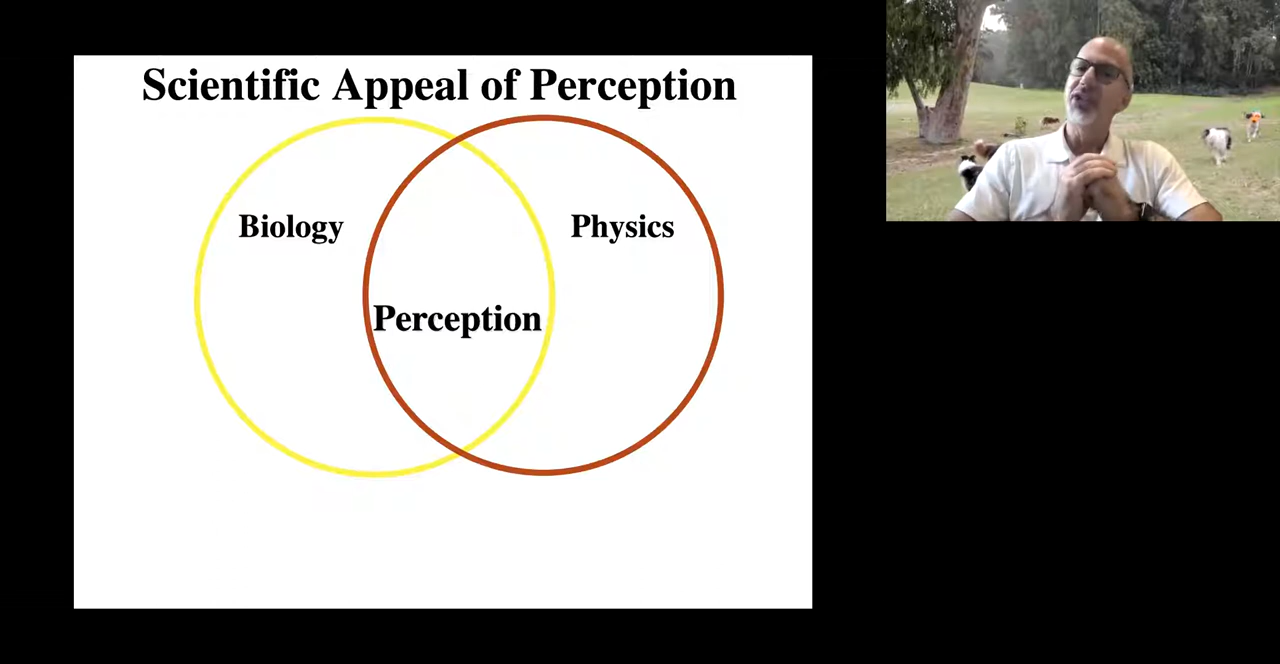 Scientific Appeal of Perception
Biology
Physics
Perception